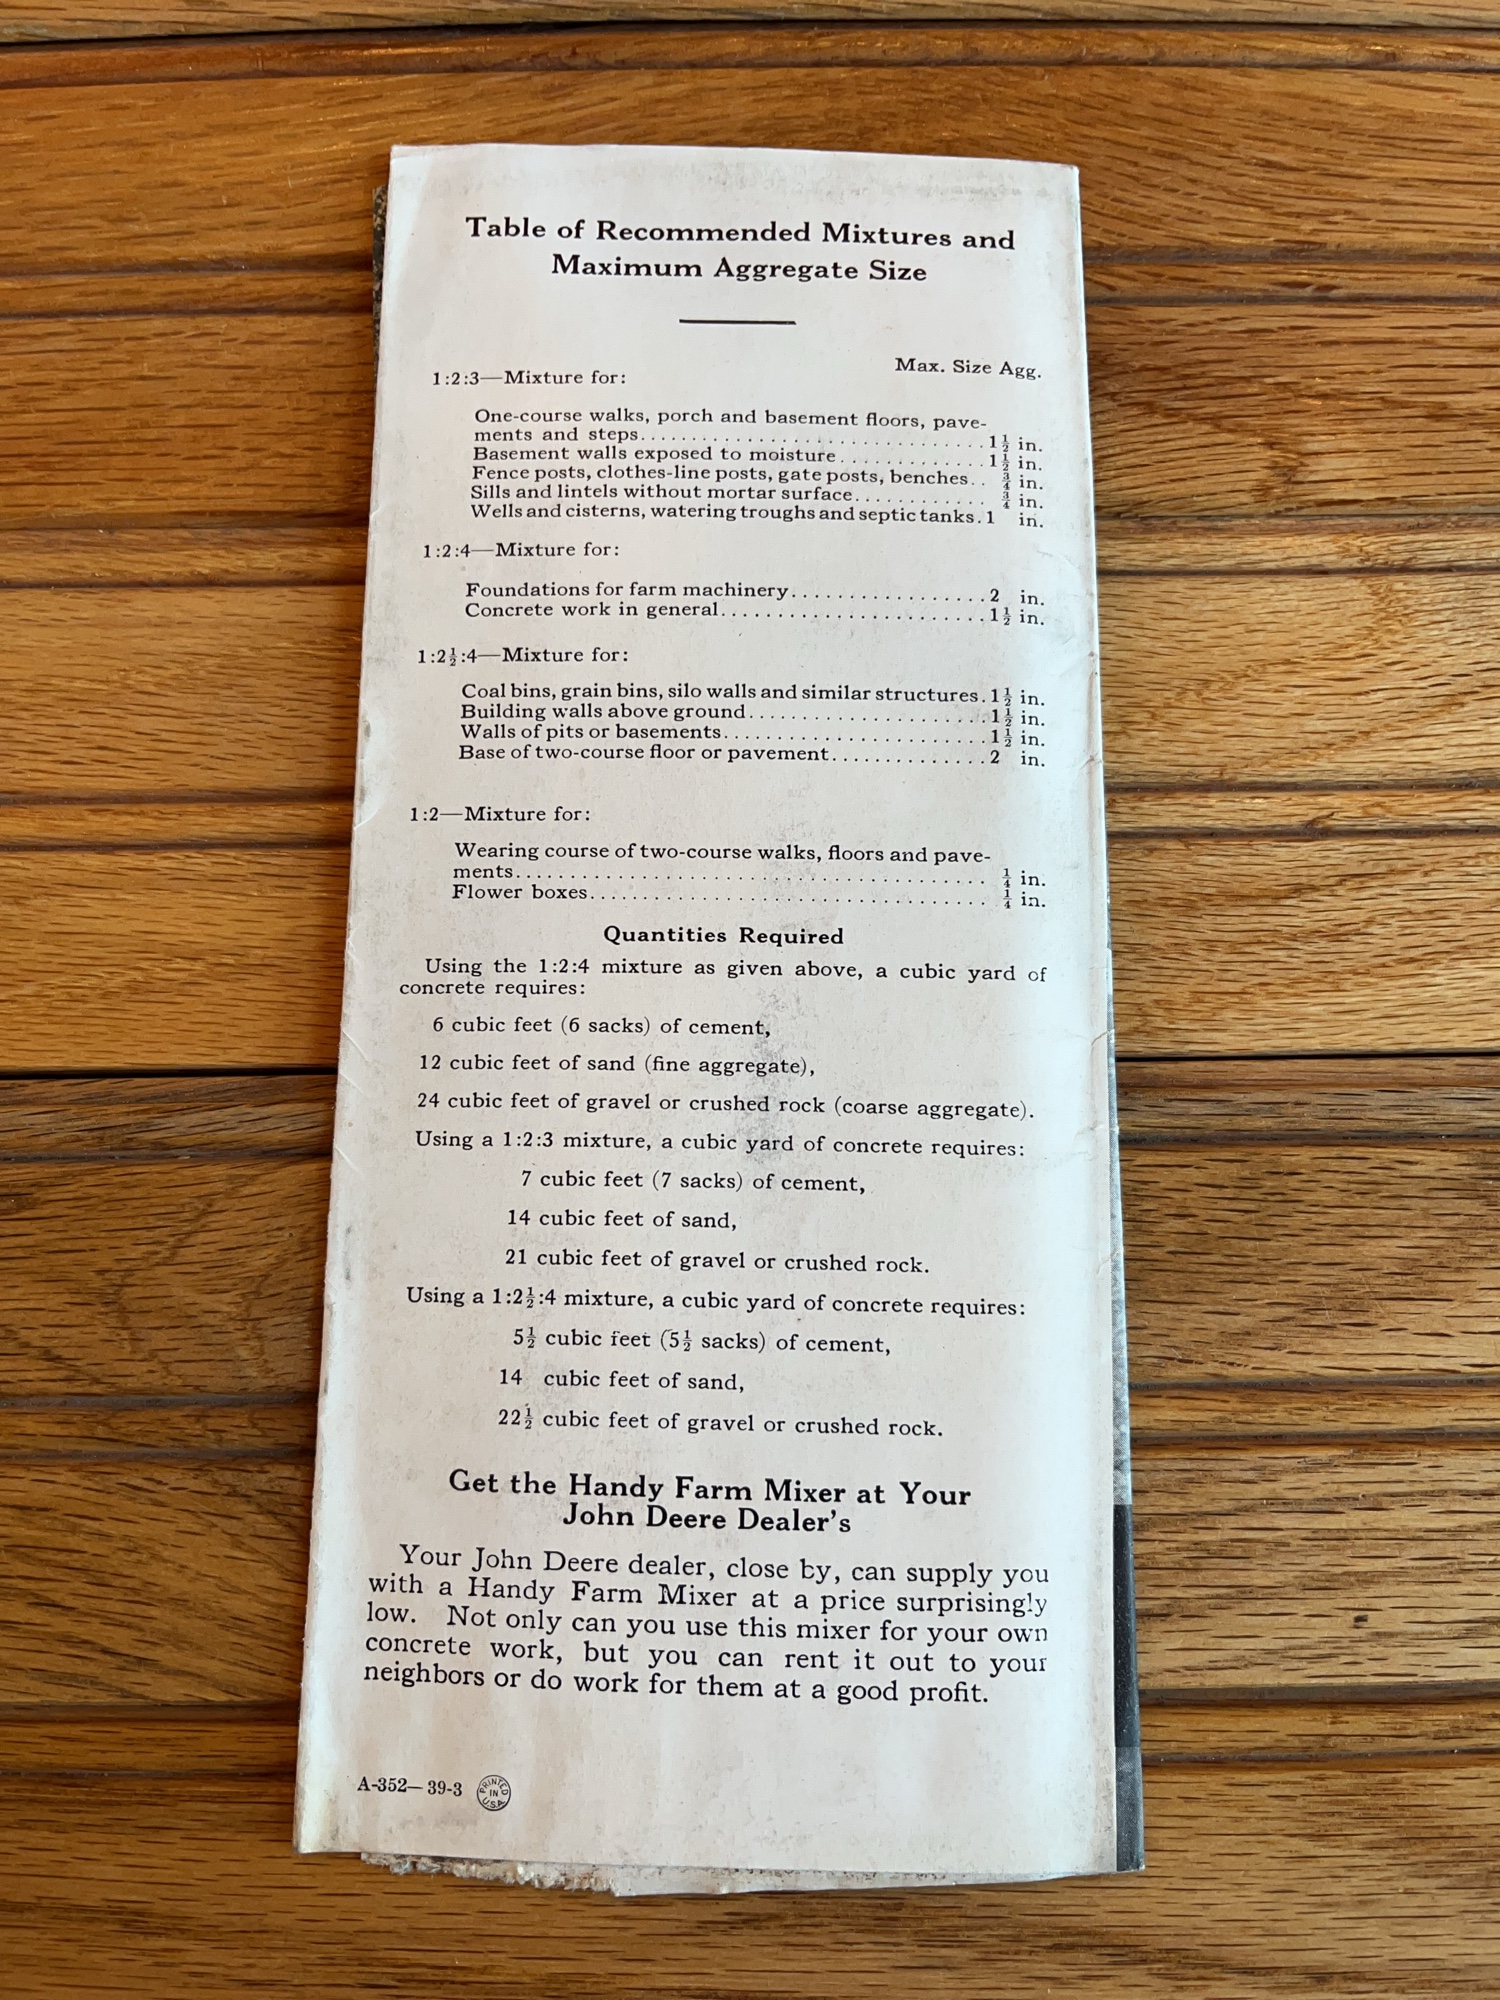 Table of Recommended Mixtures and
Maximum Aggregate Size
Max. Size Agg.
1:2:3—Mixture for:
One-course walks, porch and basement floors, pave-
ments and steps................................1½ in.
Basement walls exposed to moisture..............1½ in.
Fence posts, clothes-line posts, gate posts, benches.. ¾ in.
Sills and lintels without mortar surface............. ¾ in.
Wells and cisterns, watering troughs and septic tanks.1 in.
1:2:4—Mixture for:
Foundations for farm machinery...................2 in.
Concrete work in general..........................1½ in.
1:2½:4—Mixture for:
Coal bins, grain bins, silo walls and similar structures.1½ in.
Building walls above ground.......................1½ in.
Walls of pits or basements..........................1½ in.
Base of two-course floor or pavement...............2 in.
1:2—Mixture for:
Wearing course of two-course walks, floors and pave-
ments.............................................. ¼ in.
Flower boxes....................................... ¼ in.
Quantities Required
Using the 1:2:4 mixture as given above, a cubic yard of
concrete requires:
6 cubic feet (6 sacks) of cement,
12 cubic feet of sand (fine aggregate),
24 cubic feet of gravel or crushed rock (coarse aggregate).
Using a 1:2:3 mixture, a cubic yard of concrete requires:
7 cubic feet (7 sacks) of cement,
14 cubic feet of sand,
21 cubic feet of gravel or crushed rock.
Using a 1:2½:4 mixture, a cubic yard of concrete requires:
5½ cubic feet (5½ sacks) of cement,
14 cubic feet of sand,
22½ cubic feet of gravel or crushed rock.
Get the Handy Farm Mixer at Your
John Deere Dealer's
Your John Deere dealer, close by, can supply you
with a Handy Farm Mixer at a price surprisingly
low. Not only can you use this mixer for your own
concrete work, but you can rent it out to your
neighbors or do work for them at a good profit.
A-352—39-3
PRINTED
IN
U.S.A.